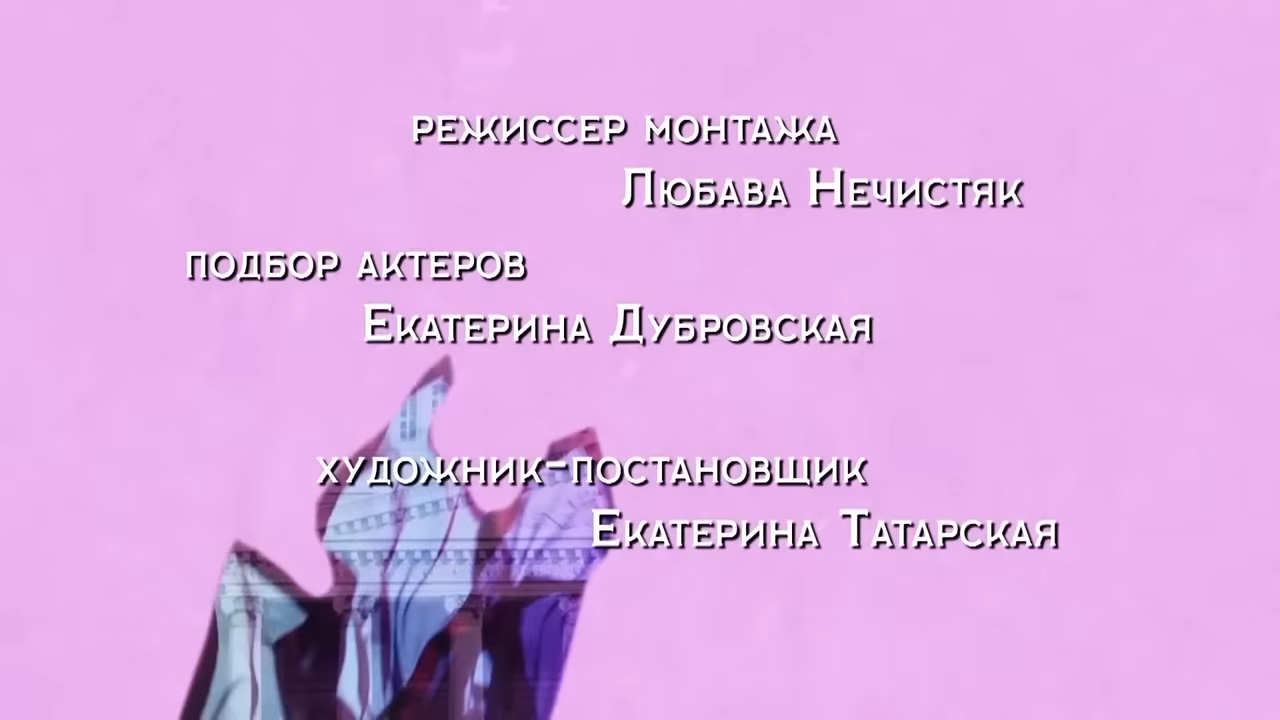 РЕЖИССЕР МОНТАЖА
ЛЮБАВА НЕЧИСТЯК
ПОДБОР АКТЕРОВ
ЕКАТЕРИНА ДУБРОВСКАЯ
ХУДОЖНИК-ПОСТАНОВЩИК
ЕКАТЕРИНА ТАТАРСКАЯ